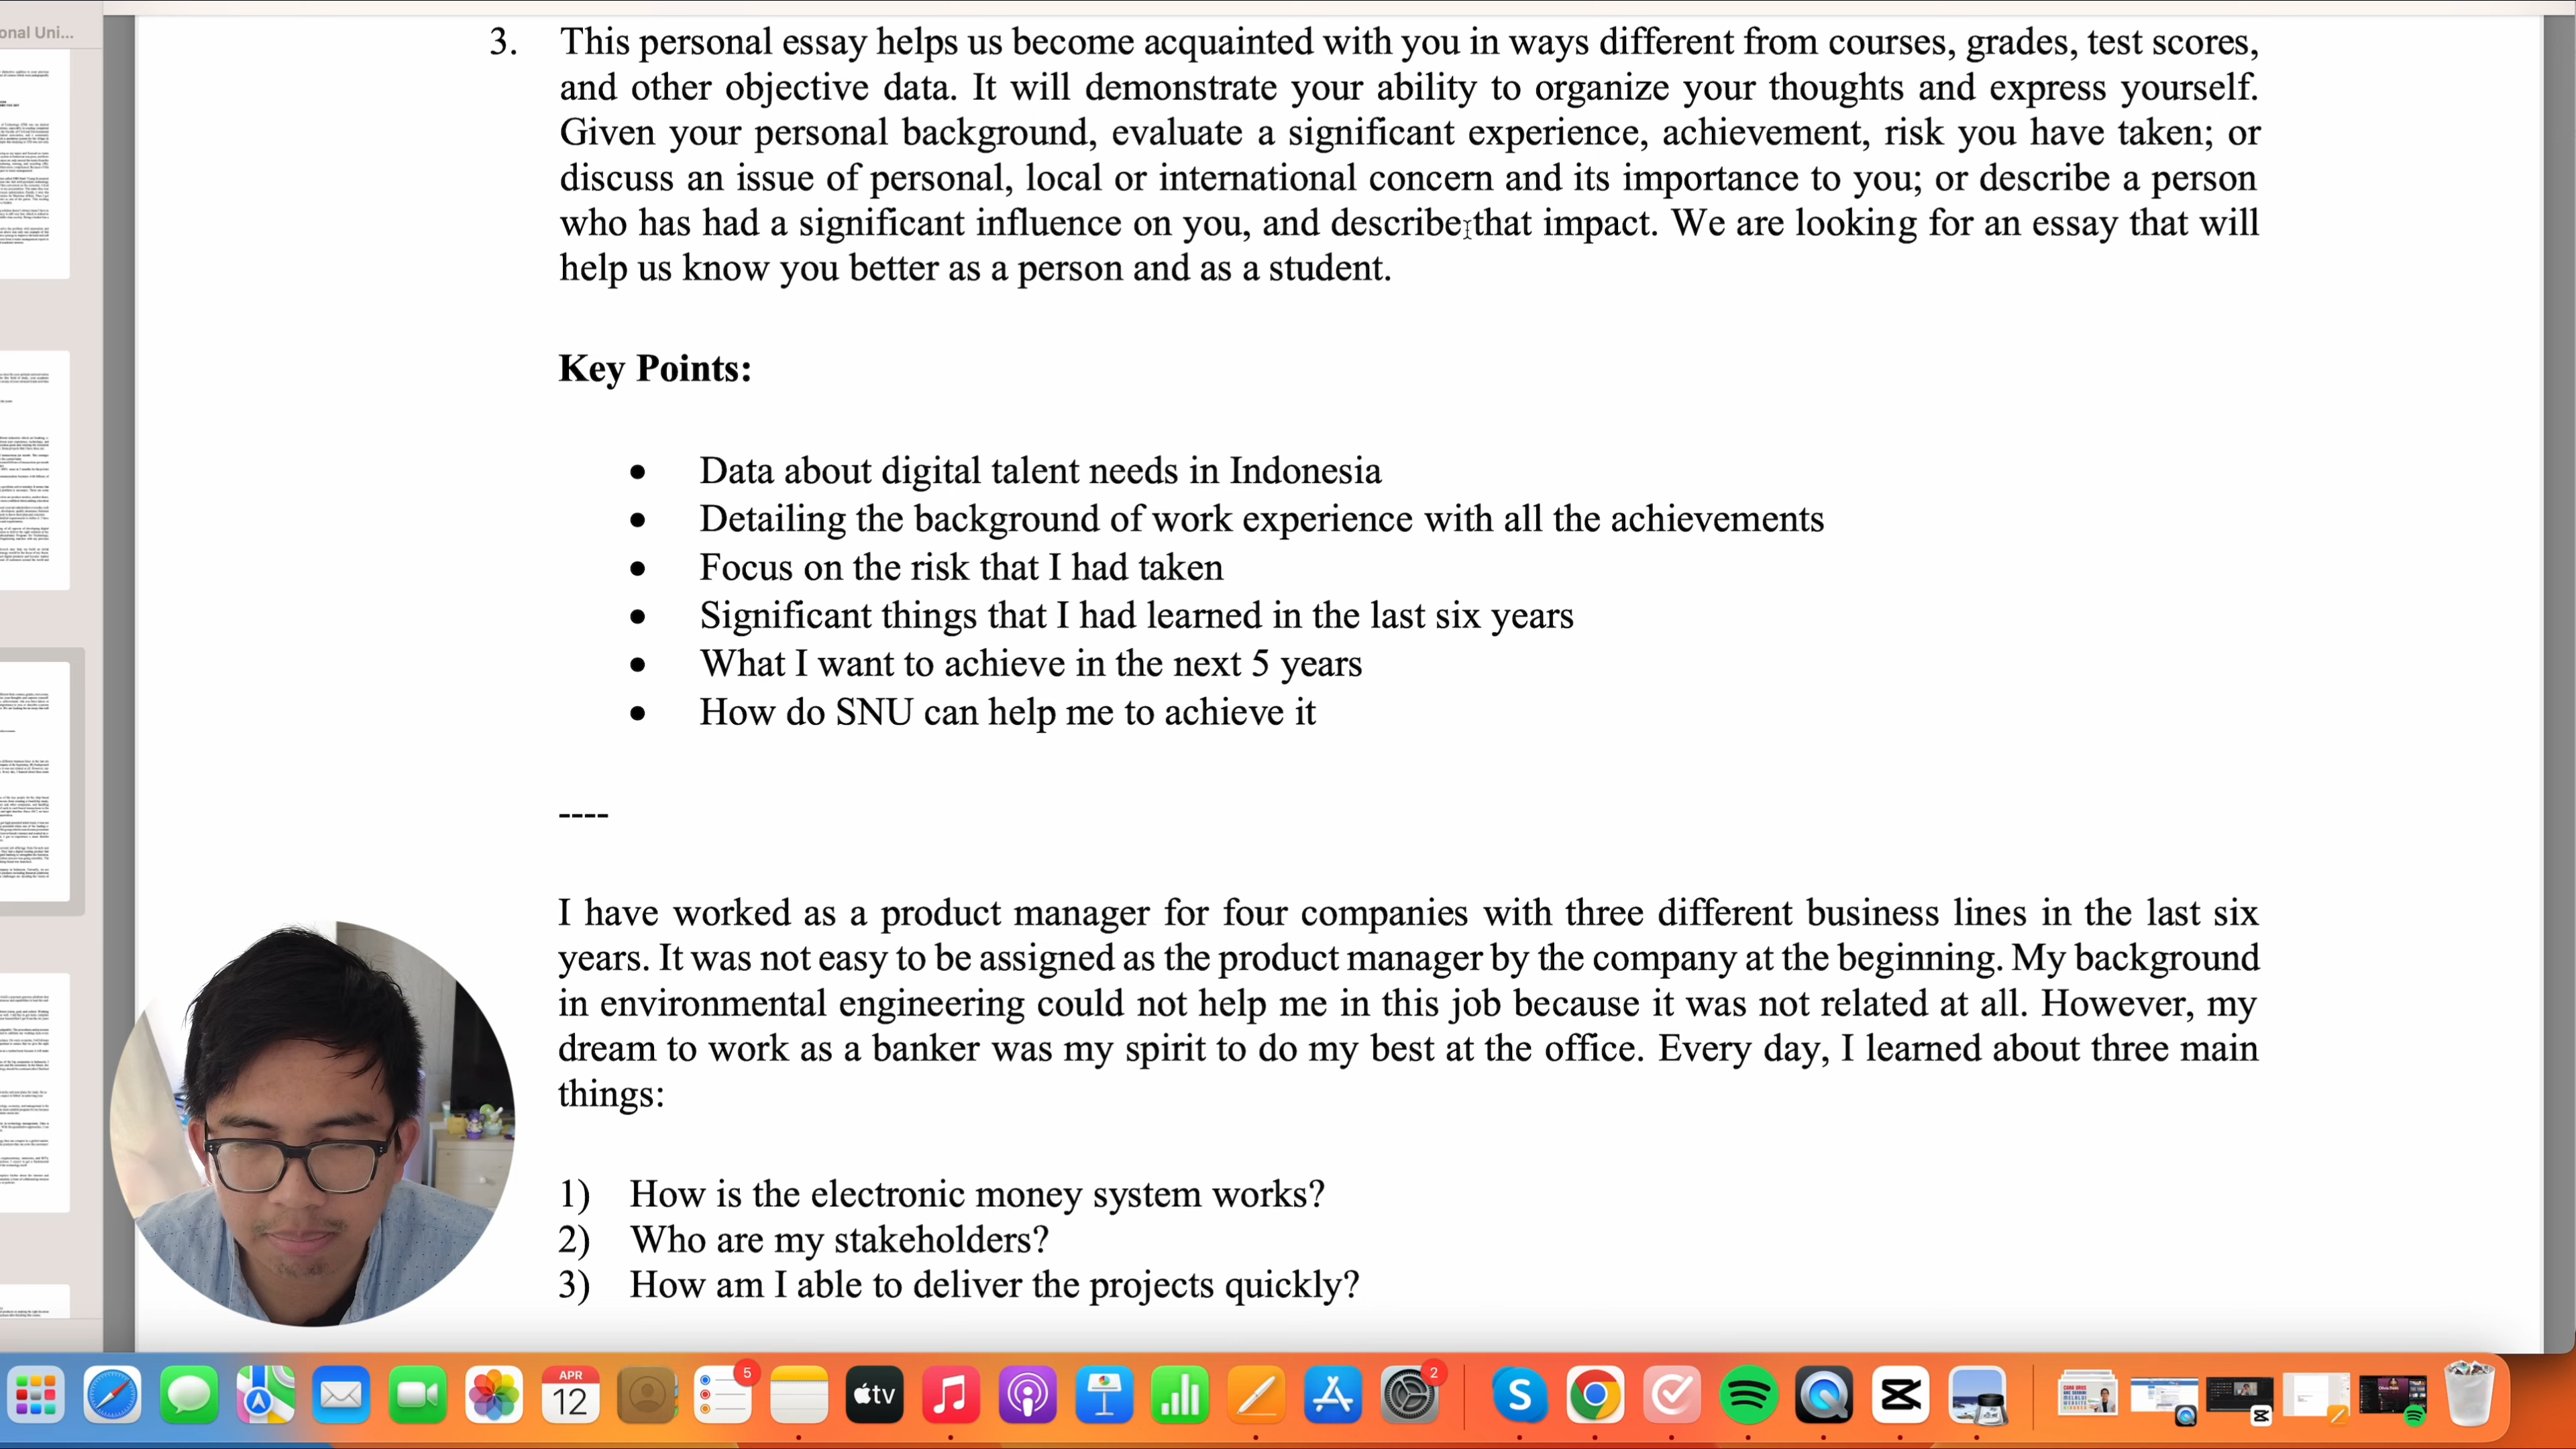 onal Uni...
3. This personal essay helps us become acquainted with you in ways different from courses, grades, test scores,
and other objective data. It will demonstrate your ability to organize your thoughts and express yourself.
Given your personal background, evaluate a significant experience, achievement, risk you have taken; or
discuss an issue of personal, local or international concern and its importance to you; or describe a person
who has had a significant influence on you, and describe that impact. We are looking for an essay that will
help us know you better as a person and as a student.
Key Points:
• Data about digital talent needs in Indonesia
• Detailing the background of work experience with all the achievements
• Focus on the risk that I had taken
• Significant things that I had learned in the last six years
• What I want to achieve in the next 5 years
• How do SNU can help me to achieve it
----
I have worked as a product manager for four companies with three different business lines in the last six
years. It was not easy to be assigned as the product manager by the company at the beginning. My background
in environmental engineering could not help me in this job because it was not related at all. However, my
dream to work as a banker was my spirit to do my best at the office. Every day, I learned about three main
things:
1) How is the electronic money system works?
2) Who are my stakeholders?
3) How am I able to deliver the projects quickly?
APR
12
5
tv
2
S